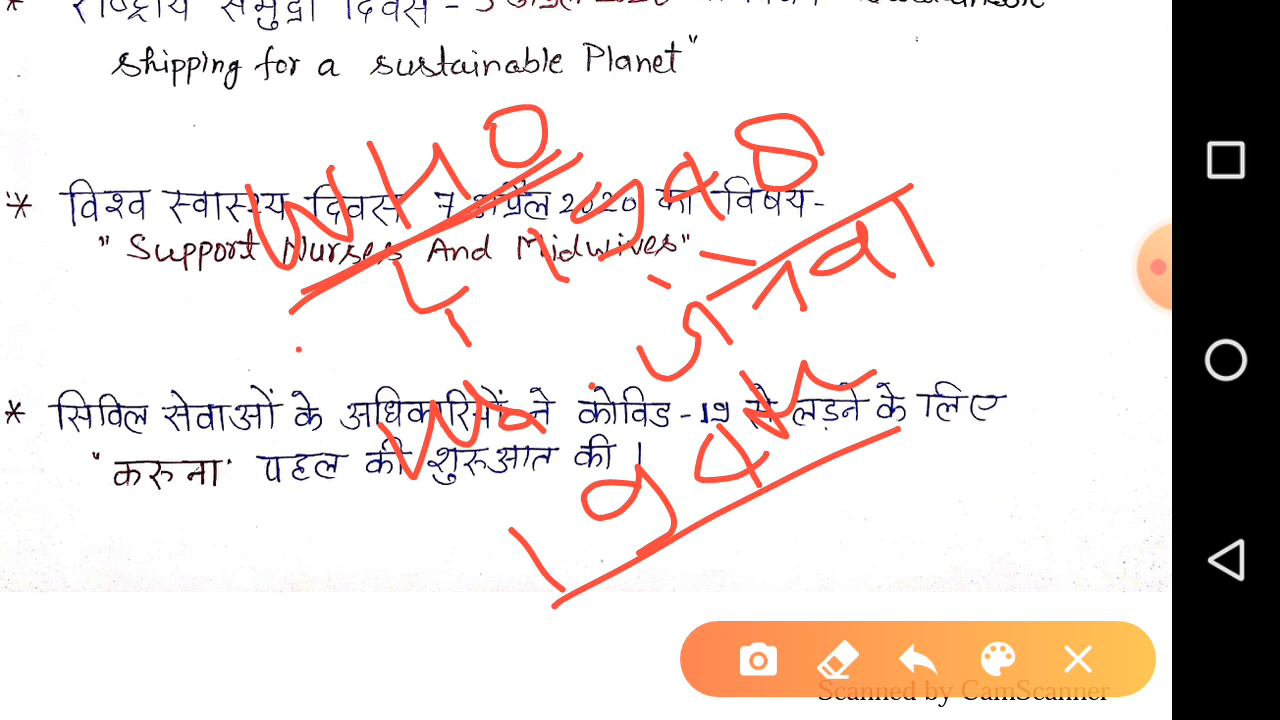 * राष्ट्रीय समुद्री दिवस - 5
shipping for a sustainable Planet"
* विश्व स्वास्थ्य दिवस 7 अप्रैल 2020 का विषय-
"Support Nurses And Midwives"
* सिविल सेवाओं के अधिकारियों ने कोविड-19 से लड़ने के लिए
"करुना" पहल की शुरुआत की।
WHO
1948
जेनेवा
194
Scanned by CamScanner